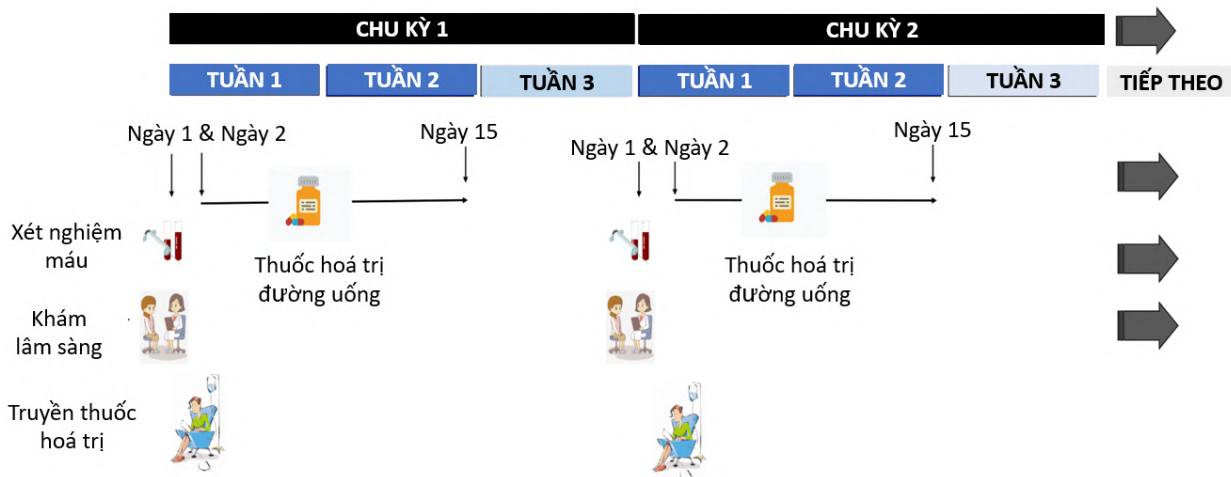 CHU KỲ 1
CHU KỲ 2
TUẦN 1
TUẦN 2
TUẦN 3
TUẦN 1
TUẦN 2
TUẦN 3
TIẾP THEO
Ngày 1 & Ngày 2
Ngày 15
Ngày 1 & Ngày 2
Ngày 15
Xét nghiệm
máu
Thuốc hoá trị
đường uống
Thuốc hoá trị
đường uống
Khám
lâm sàng
Truyền thuốc
hoá trị